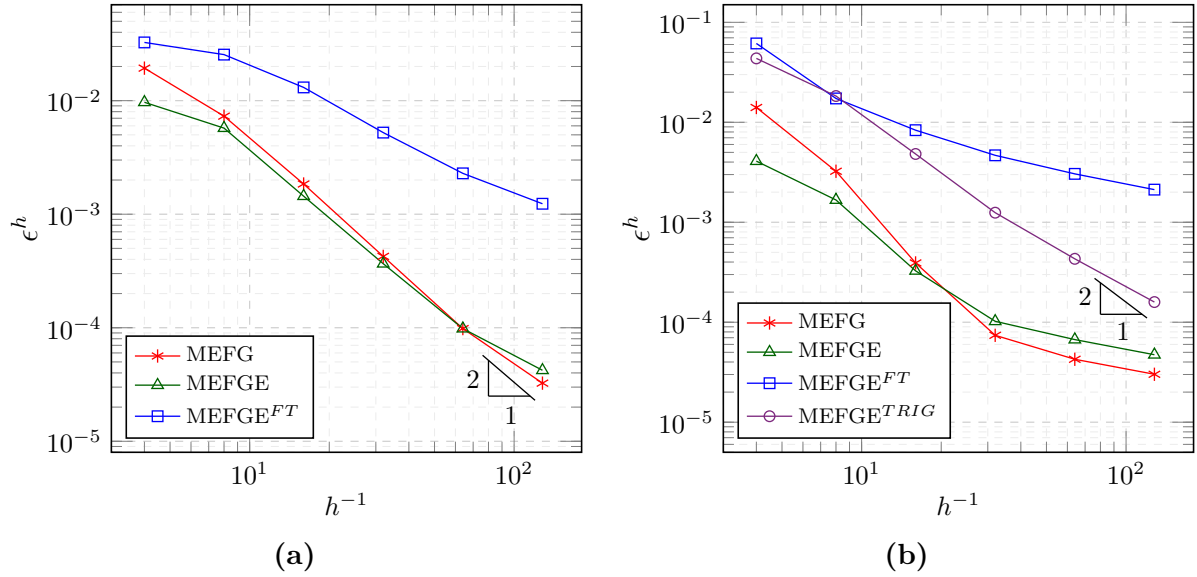 10^{-2}
10^{-3}
10^{-4}
10^{-5}
ϵ^h
MEFG
MEFGE
MEFGE^{FT}
2
1
10^1
10^2
h^{-1}
(a)
10^{-1}
10^{-2}
10^{-3}
10^{-4}
10^{-5}
ϵ^h
MEFG
MEFGE
MEFGE^{FT}
MEFGE^{TRIG}
2
1
10^1
10^2
h^{-1}
(b)